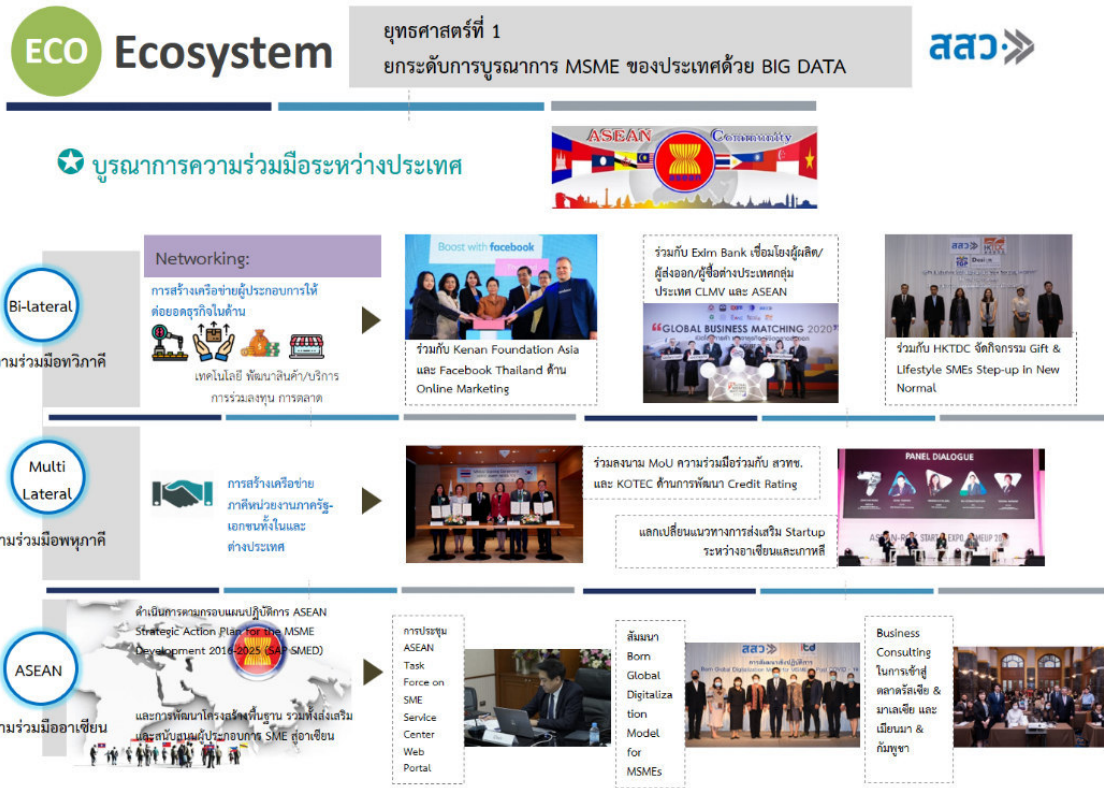 ECO Ecosystem
ยุทธศาสตร์ที่ 1
ยกระดับการบูรณาการ MSME ของประเทศด้วย BIG DATA
สสว.
บูรณาการความร่วมมือระหว่างประเทศ
ASEAN Community
asean
Bi-lateral
ามร่วมมือทวิภาคี
Networking:
การสร้างเครือข่ายผู้ประกอบการให้
ต่อยอดธุรกิจในด้าน
เทคโนโลยี พัฒนาสินค้า/บริการ
การร่วมลงทุน การตลาด
Boost with facebook
ร่วมกับ Kenan Foundation Asia
และ Facebook Thailand ด้าน
Online Marketing
ร่วมกับ Exim Bank เชื่อมโยงผู้ผลิต/
ผู้ส่งออก/ผู้ซื้อต่างประเทศกลุ่ม
ประเทศ CLMV และ ASEAN
“GLOBAL BUSINESS MATCHING 2020”
สสว
ร่วมกับ HKTDC จัดกิจกรรม Gift &
Lifestyle SMEs Step-up in New
Normal
Multi
Lateral
ามร่วมมือพหุภาคี
การสร้างเครือข่าย
ภาคีหน่วยงานภาครัฐ-
เอกชนทั้งในและ
ต่างประเทศ
ร่วมลงนาม MoU ความร่วมมือร่วมกับ สวทช.
และ KOTEC ด้านการพัฒนา Credit Rating
แลกเปลี่ยนแนวทางการส่งเสริม Startup
ระหว่างอาเซียนและเกาหลี
PANEL DIALOGUE
ASEAN
ความร่วมมืออาเซียน
ดำเนินการตามกรอบแผนปฏิบัติการ ASEAN
Strategic Action Plan for the MSME
Development 2016-2025 (SAP SMED)
และการพัฒนาโครงสร้างพื้นฐาน รวมทั้งส่งเสริม
และสนับสนุนผู้ประกอบการ SME สู่อาเซียน
การประชุม
ASEAN
Task
Force on
SME
Service
Center
Web
Portal
สัมมนา
Born
Global
Digitaliza
tion
Model
for
MSMEs
สสว
itd
การสัมมนาเชิงปฏิบัติการ
Business
Consulting
ในการเข้าสู่
ตลาดรัสเซีย &
มาเลเซีย และ
เมียนมา &
กัมพูชา